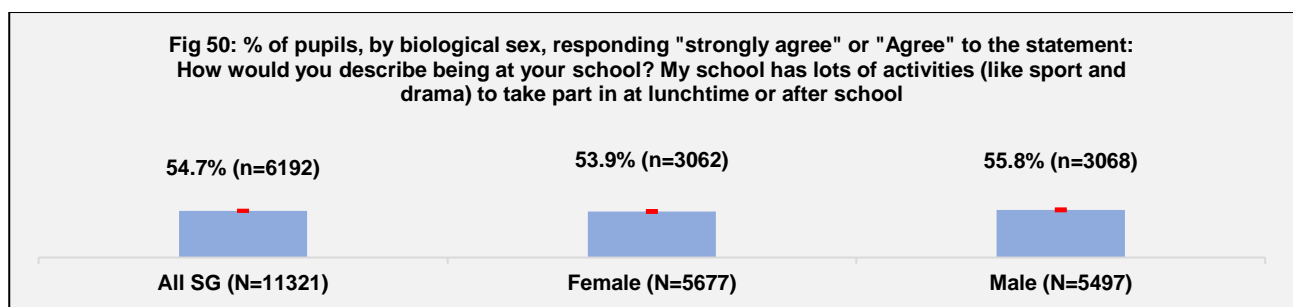 Fig 50: % of pupils, by biological sex, responding "strongly agree" or "Agree" to the statement:
How would you describe being at your school? My school has lots of activities (like sport and
drama) to take part in at lunchtime or after school
54.7% (n=6192)
53.9% (n=3062)
55.8% (n=3068)
All SG (N=11321)
Female (N=5677)
Male (N=5497)